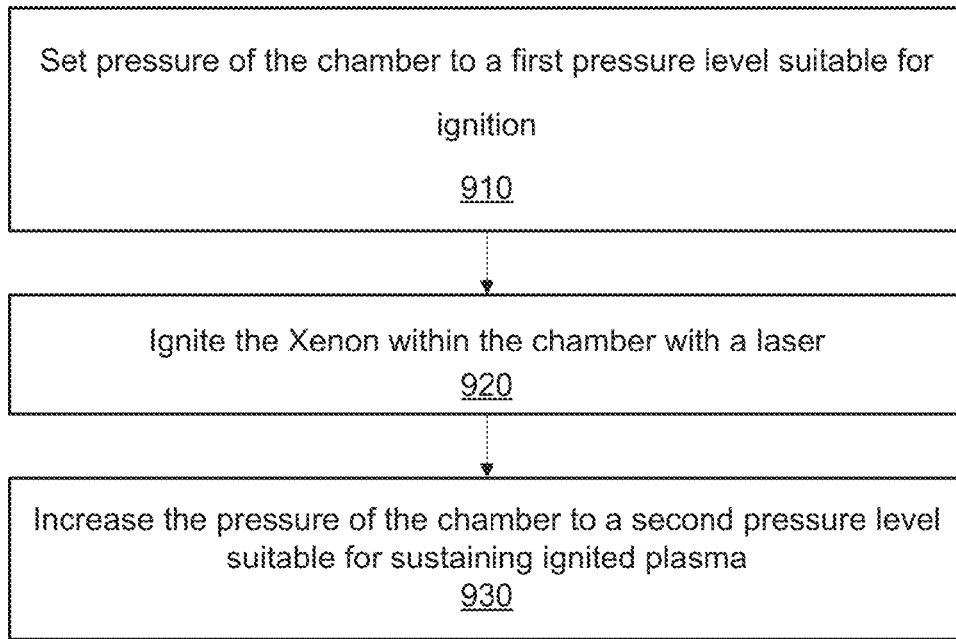 Set pressure of the chamber to a first pressure level suitable for
ignition
910
Ignite the Xenon within the chamber with a laser
920
Increase the pressure of the chamber to a second pressure level
suitable for sustaining ignited plasma
930